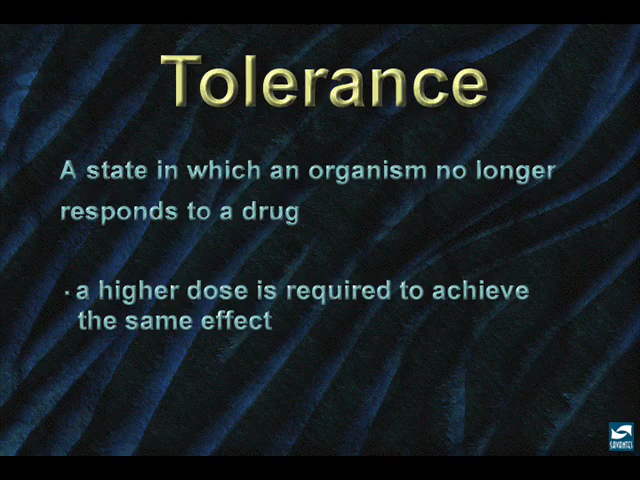 Tolerance
A state in which an organism no longer
responds to a drug
· a higher dose is required to achieve
the same effect
SAVANTES